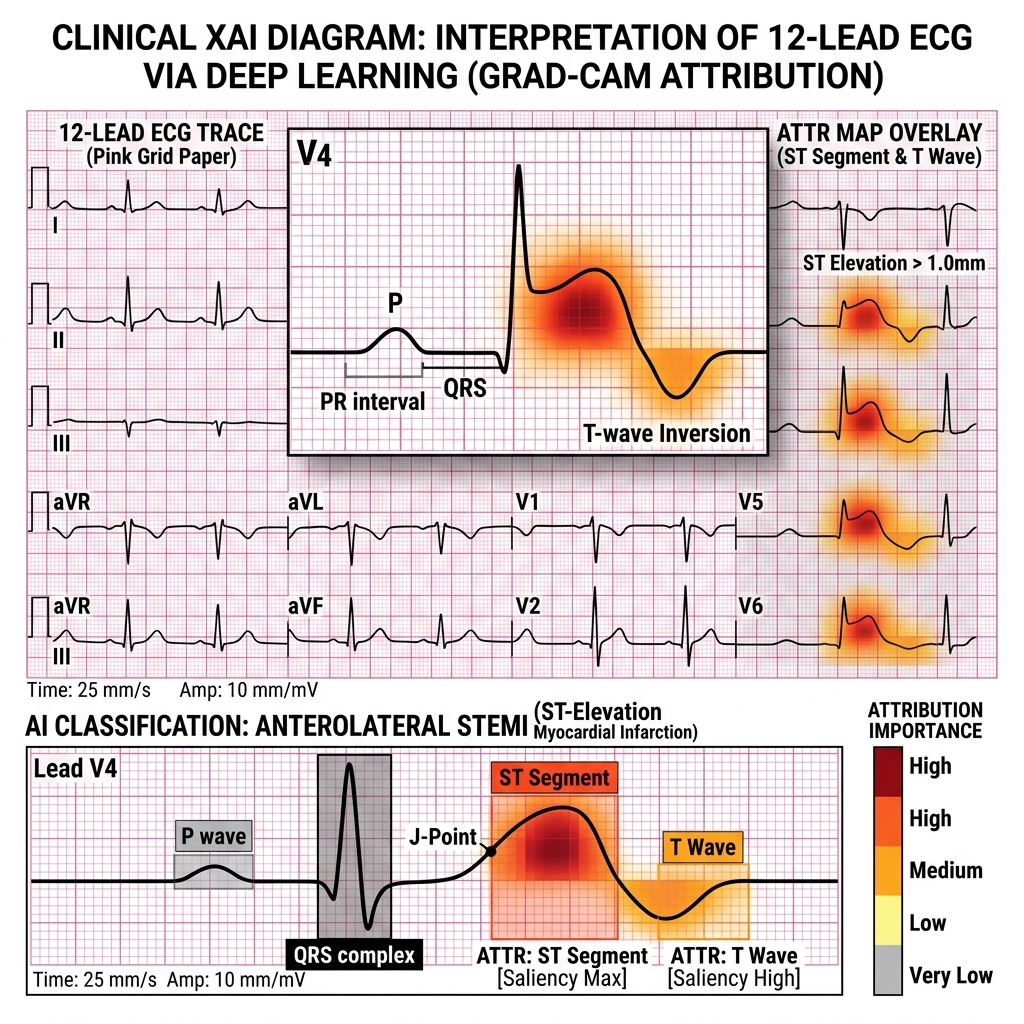 CLINICAL XAI DIAGRAM: INTERPRETATION OF 12-LEAD ECG
VIA DEEP LEARNING (GRAD-CAM ATTRIBUTION)
12-LEAD ECG TRACE
(Pink Grid Paper)
V4
ATTR MAP OVERLAY
(ST Segment & T Wave)
I
ST Elevation > 1.0mm
P
II
PR interval
QRS
III
T-wave Inversion
aVR
aVL
V1
V5
aVR
aVF
V2
V6
III
Time: 25 mm/s
Amp: 10 mm/mV
AI CLASSIFICATION: ANTEROLATERAL STEMI
(ST-Elevation
Myocardial Infarction)
ATTRIBUTION
IMPORTANCE
Lead V4
ST Segment
High
P wave
J-Point
T Wave
High
Medium
Low
QRS complex
ATTR: ST Segment
[Saliency Max]
ATTR: T Wave
[Saliency High]
Very Low
Time: 25 mm/s Amp: 10 mm/mV